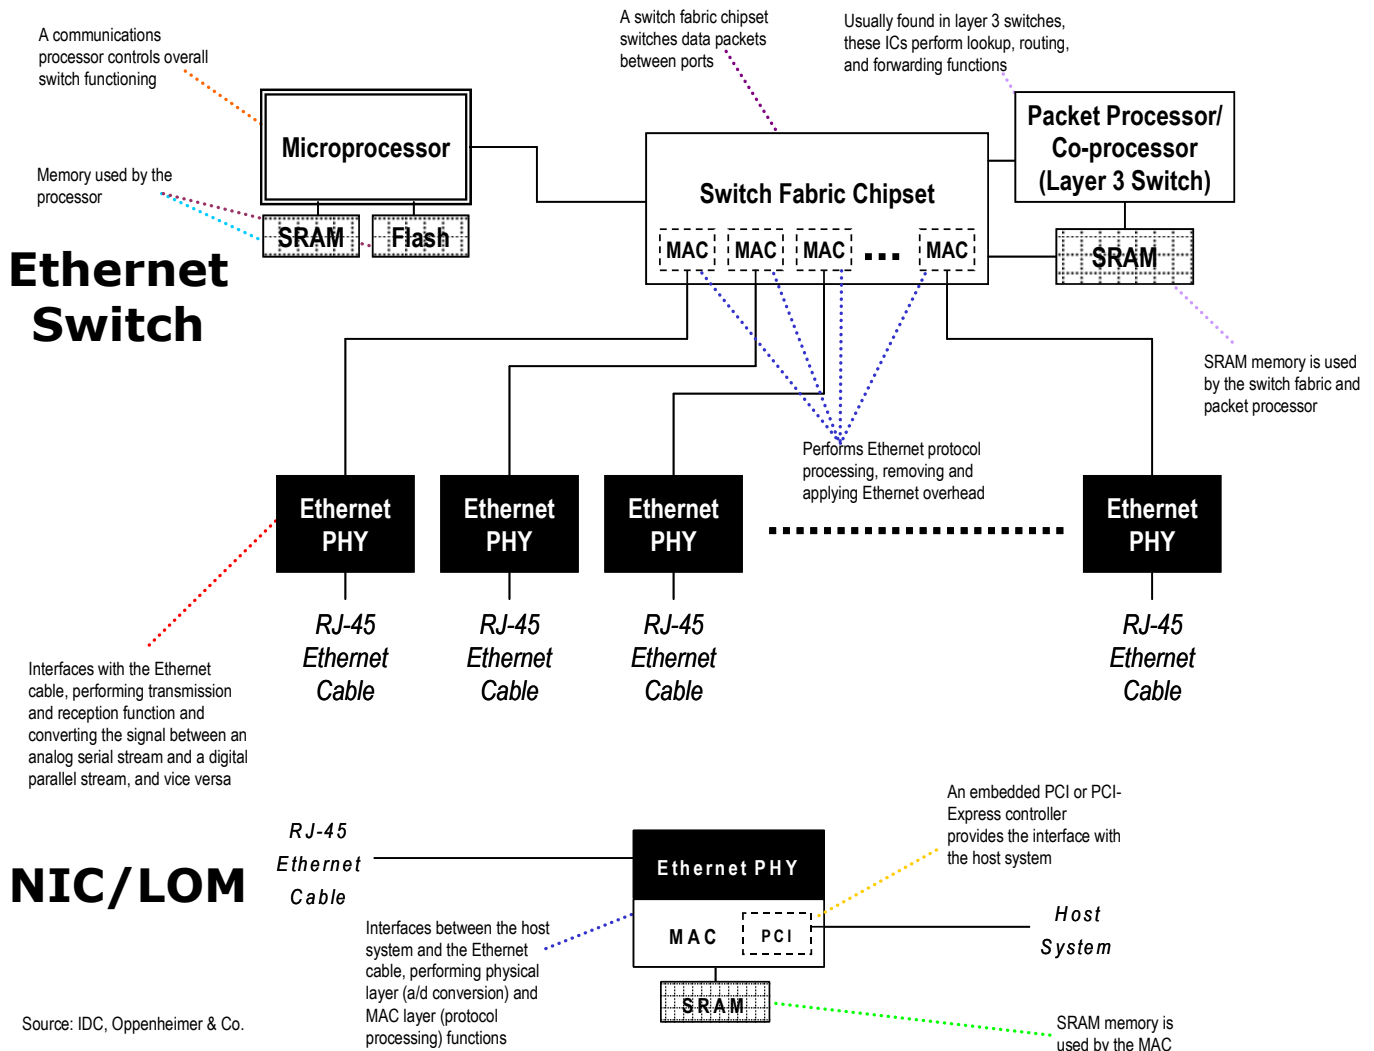 A communications
processor controls overall
switch functioning
A switch fabric chipset
switches data packets
between ports
Usually found in layer 3 switches,
these ICs perform lookup, routing,
and forwarding functions
Microprocessor
Packet Processor/
Co-processor
(Layer 3 Switch)
Memory used by the
processor
SRAM
Flash
Switch Fabric Chipset
MAC
MAC
MAC
...
MAC
SRAM
Ethernet
Switch
SRAM memory is used
by the switch fabric and
packet processor
Performs Ethernet protocol
processing, removing and
applying Ethernet overhead
Ethernet
PHY
Ethernet
PHY
Ethernet
PHY
Ethernet
PHY
RJ-45
Ethernet
Cable
RJ-45
Ethernet
Cable
RJ-45
Ethernet
Cable
RJ-45
Ethernet
Cable
Interfaces with the Ethernet
cable, performing transmission
and reception function and
converting the signal between an
analog serial stream and a digital
parallel stream, and vice versa
An embedded PCI or PCI-
Express controller
provides the interface with
the host system
NIC/LOM
RJ-45
Ethernet
Cable
Ethernet PHY
MAC
PCI
Host
System
Interfaces between the host
system and the Ethernet
cable, performing physical
layer (a/d conversion) and
MAC layer (protocol
processing) functions
SRAM
SRAM memory is
used by the MAC
Source: IDC, Oppenheimer & Co.